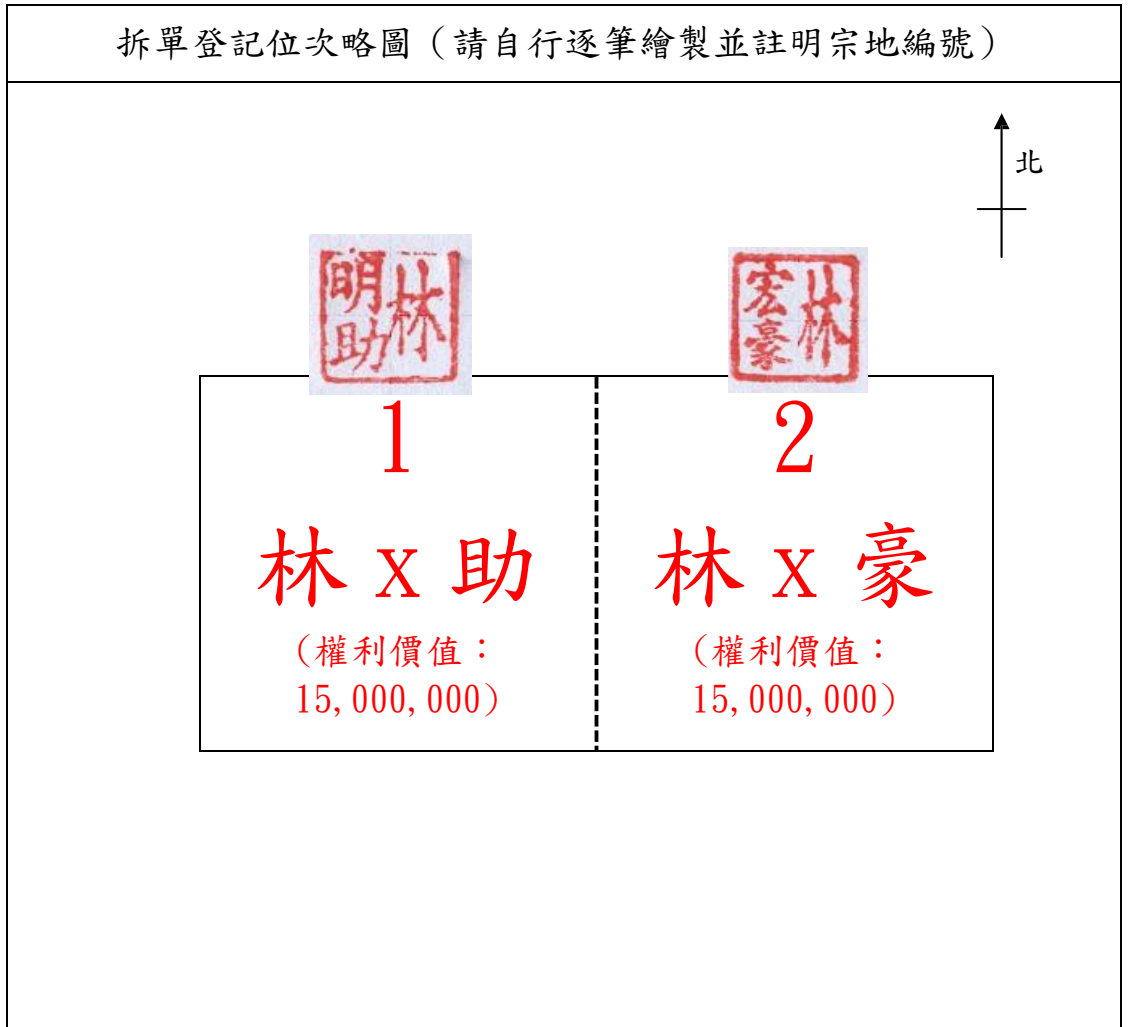 拆單登記位次略圖（請自行逐筆繪製並註明宗地編號）
北
林明助
林宏豪
1
2
林 x 助
林 x 豪
（權利價值：
15,000,000）
（權利價值：
15,000,000）